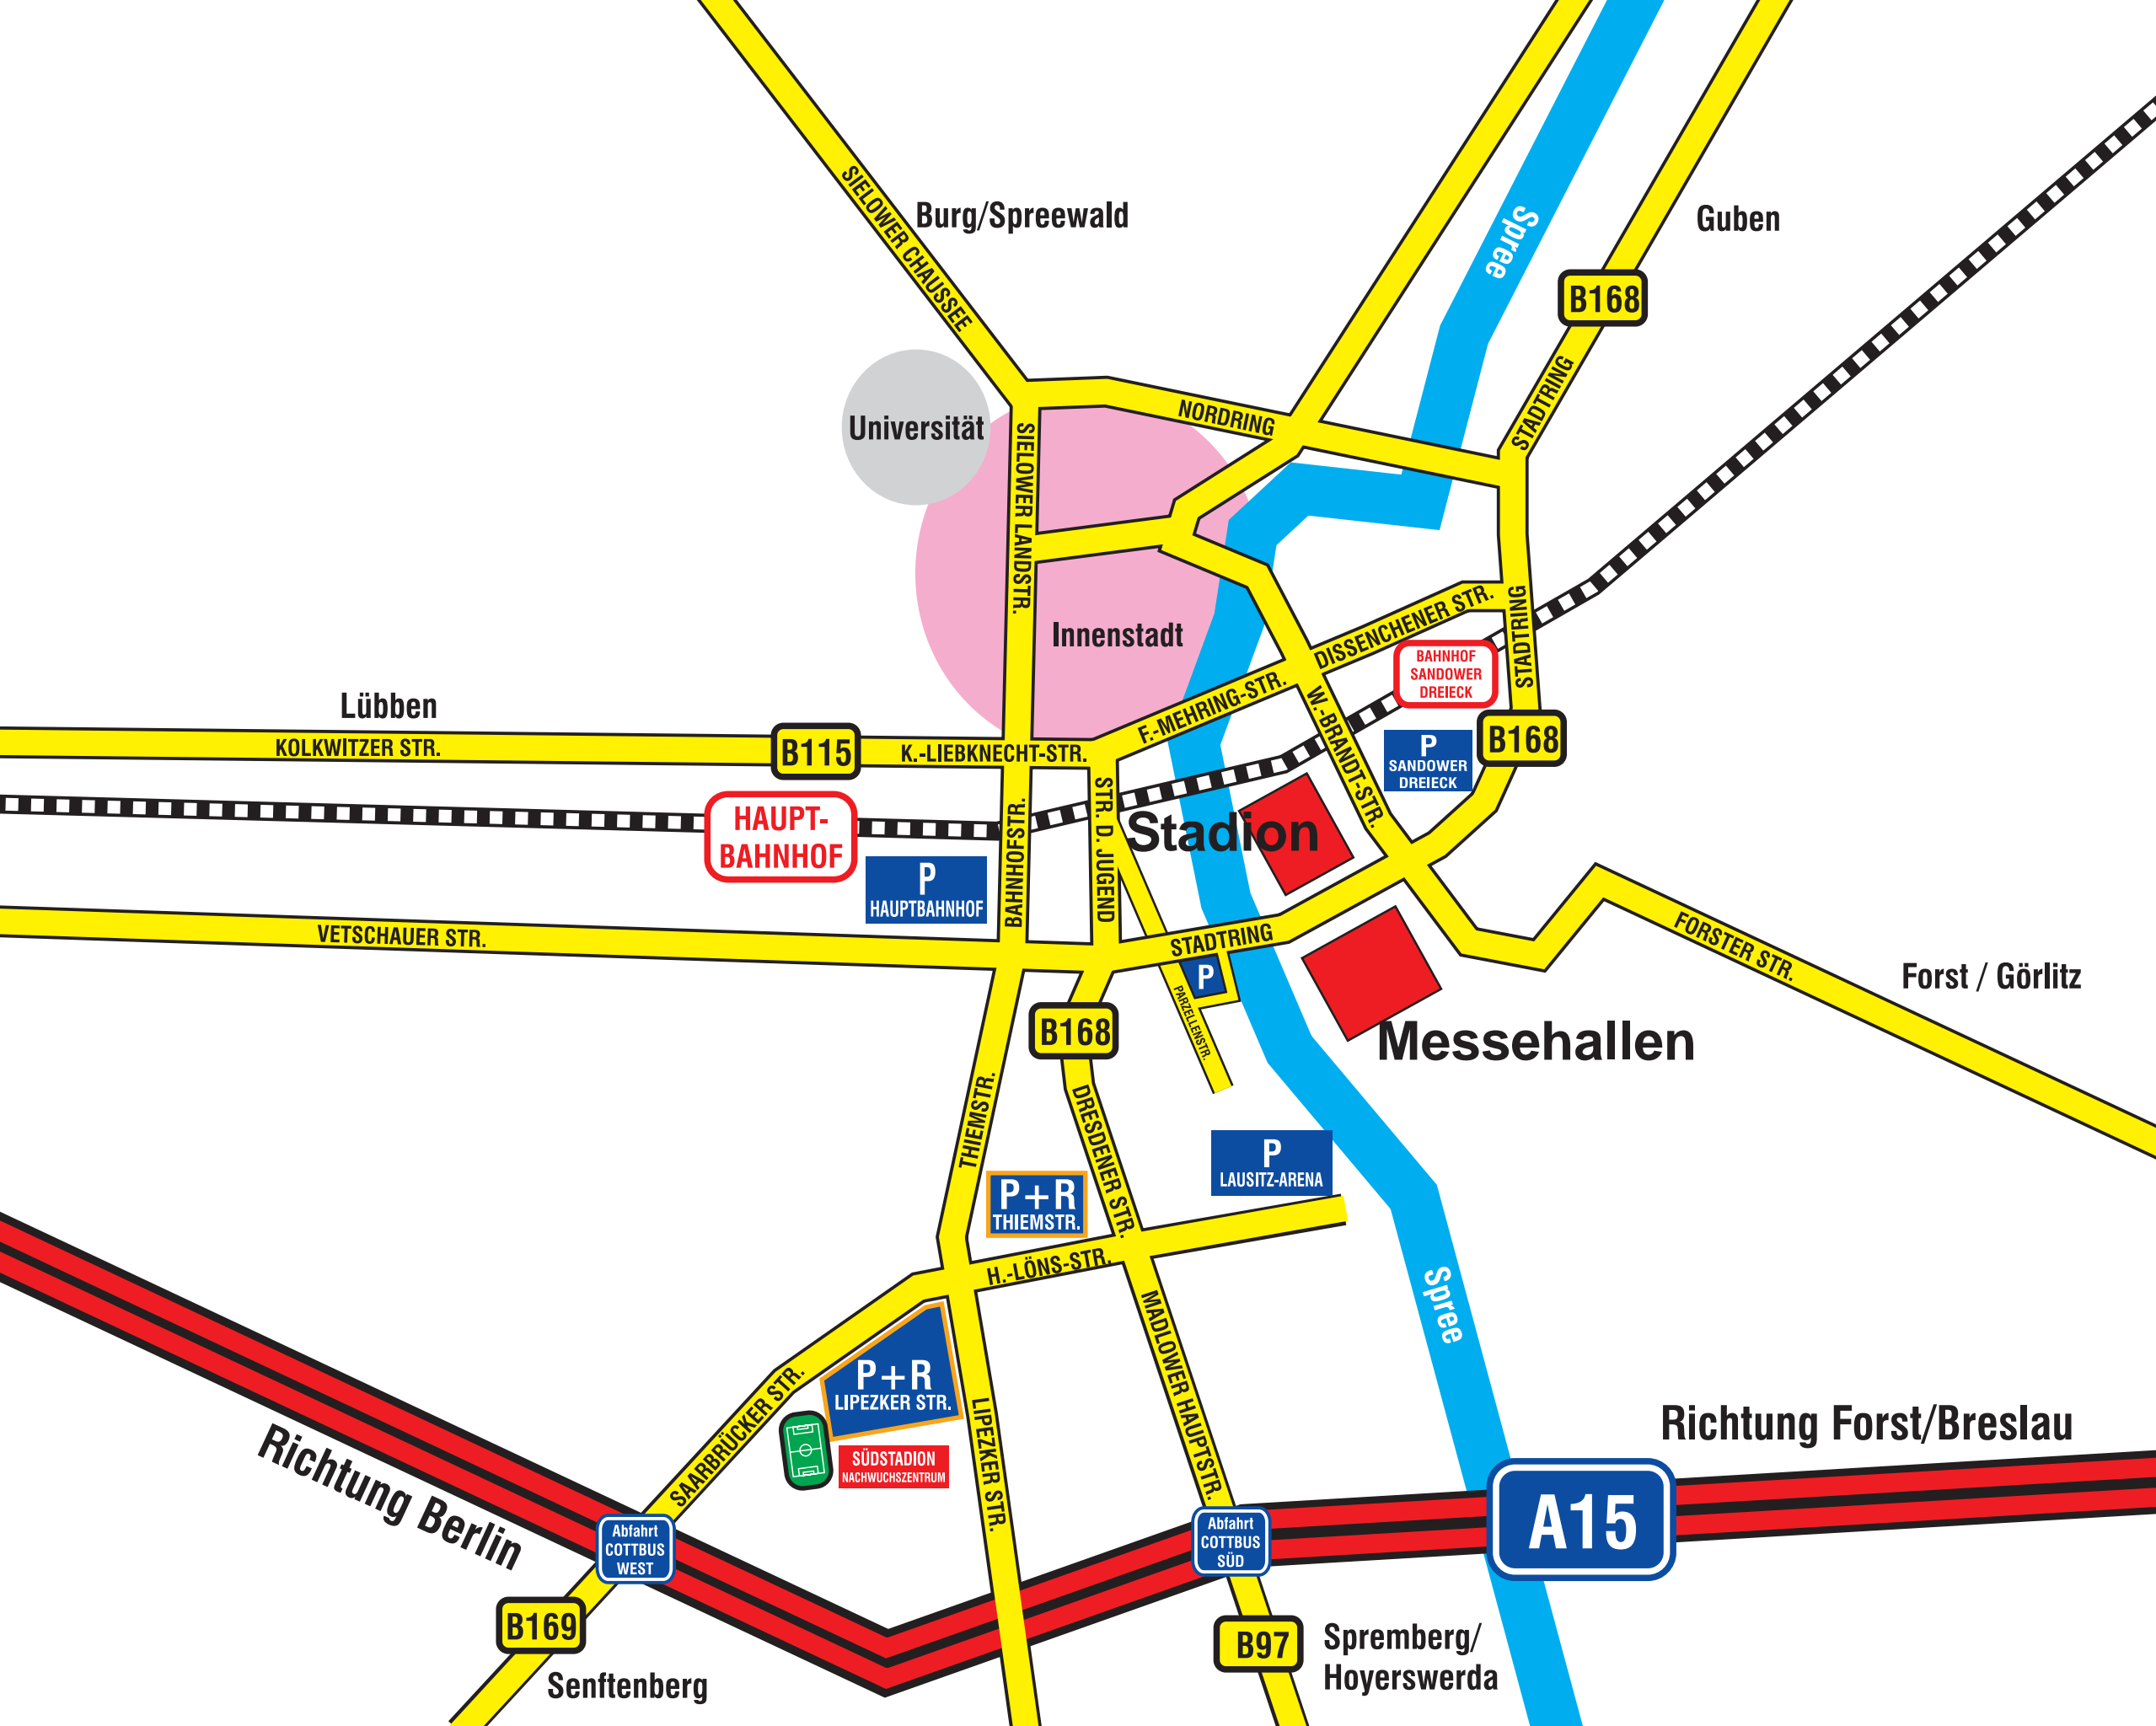 SIELOWER CHAUSSEE
Burg/Spreewald
Spree
Guben
B168
STADTRING
Universität
NORDRING
SIELOWER LANDSTR.
Innenstadt
DISSENCHENER STR.
STADTRING
BAHNHOF
SANDOWER
DREIECK
F.-MEHRING-STR.
W.-BRANDT-STR.
Lübben
KOLKWITZER STR.
B115
K.-LIEBKNECHT-STR.
B168
P
SANDOWER
DREIECK
HAUPT-
BAHNHOF
BAHNHOFSTR.
STR. D. JUGEND
Stadion
P
HAUPTBAHNHOF
VETSCHAUER STR.
STADTRING
P
PARZELLENSTR.
FORSTER STR.
Forst / Görlitz
B168
Messehallen
THIEMSTR.
DRESDENER STR.
P
LAUSITZ-ARENA
P+R
THIEMSTR.
H.-LÖNS-STR.
Spree
MADLOWER HAUPTSTR.
P+R
LIPEZKER STR.
SAARBRÜCKER STR.
LIPEZKER STR.
SÜDSTADION
NACHWUCHSZENTRUM
Richtung Berlin
Richtung Forst/Breslau
A15
Abfahrt
COTTBUS
WEST
Abfahrt
COTTBUS
SÜD
B169
Senftenberg
B97
Spremberg/
Hoyerswerda